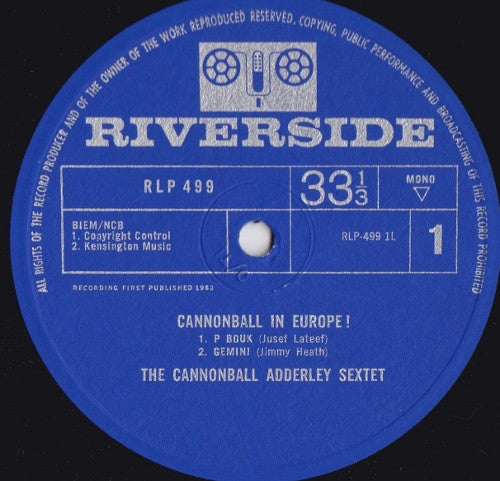 ALL RIGHTS OF THE RECORD PRODUCER AND OF THE OWNER OF THE WORK REPRODUCED RESERVED, COPYING, PUBLIC PERFORMANCE AND BROADCASTING OF THIS RECORD PROHIBITED
RIVERSIDE
RLP 499
33 1/3
MONO
BIEM/NCB
1. Copyright Control
2. Kensington Music
RLP-499 1L
1
RECORDING FIRST PUBLISHED 1963
CANNONBALL IN EUROPE!
1. P BOUK (Jusef Lateef)
2. GEMINI (Jimmy Heath)
THE CANNONBALL ADDERLEY SEXTET